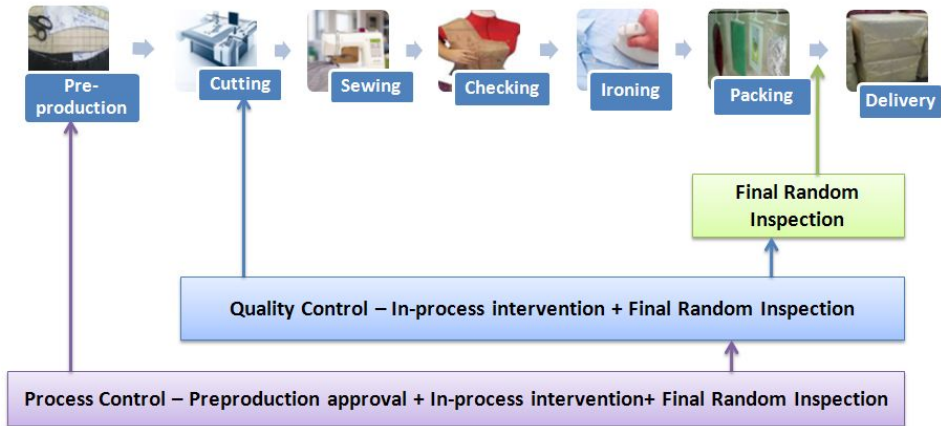 Pre-
production
Cutting
Sewing
Checking
Ironing
Packing
Delivery
Final Random
Inspection
Quality Control – In-process intervention + Final Random Inspection
Process Control – Preproduction approval + In-process intervention+ Final Random Inspection